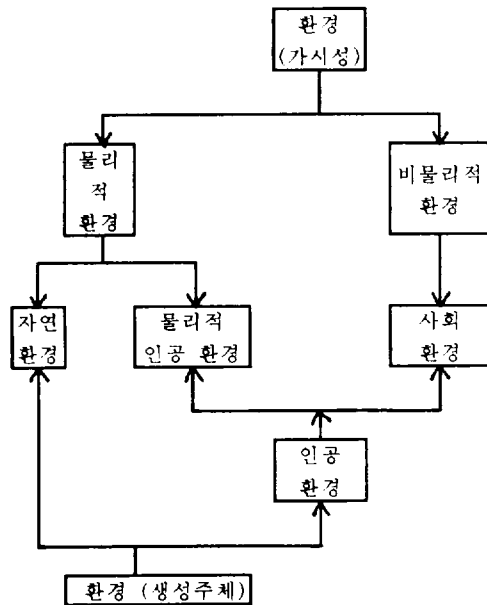 환경
(가시성)
물리
적
환경
비물리적
환경
자연
환경
물리적
인공 환경
사회
환경
인공
환경
환경 (생성주체)